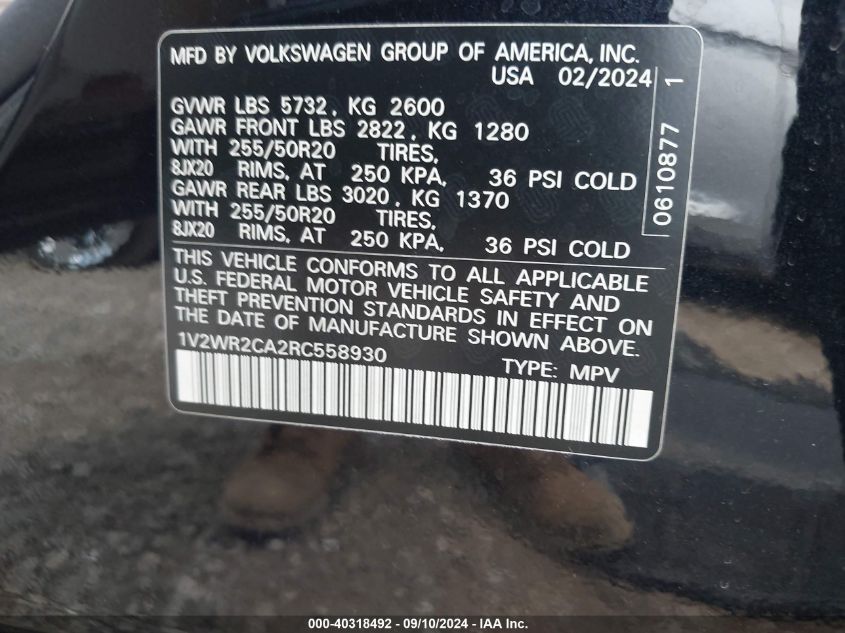 MFD BY VOLKSWAGEN GROUP OF AMERICA, INC.
USA 02/2024
GVWR LBS 5732, KG 2600
GAWR FRONT LBS 2822, KG 1280
WITH 255/50R20 TIRES,
8JX20 RIMS, AT 250 KPA, 36 PSI COLD
GAWR REAR LBS 3020, KG 1370
WITH 255/50R20 TIRES,
8JX20 RIMS, AT 250 KPA, 36 PSI COLD
THIS VEHICLE CONFORMS TO ALL APPLICABLE
U.S. FEDERAL MOTOR VEHICLE SAFETY AND
THEFT PREVENTION STANDARDS IN EFFECT ON
THE DATE OF MANUFACTURE SHOWN ABOVE.
1V2WR2CA2RC558930
TYPE: MPV
0610877 1
000-40318492 - 09/10/2024 - IAA Inc.